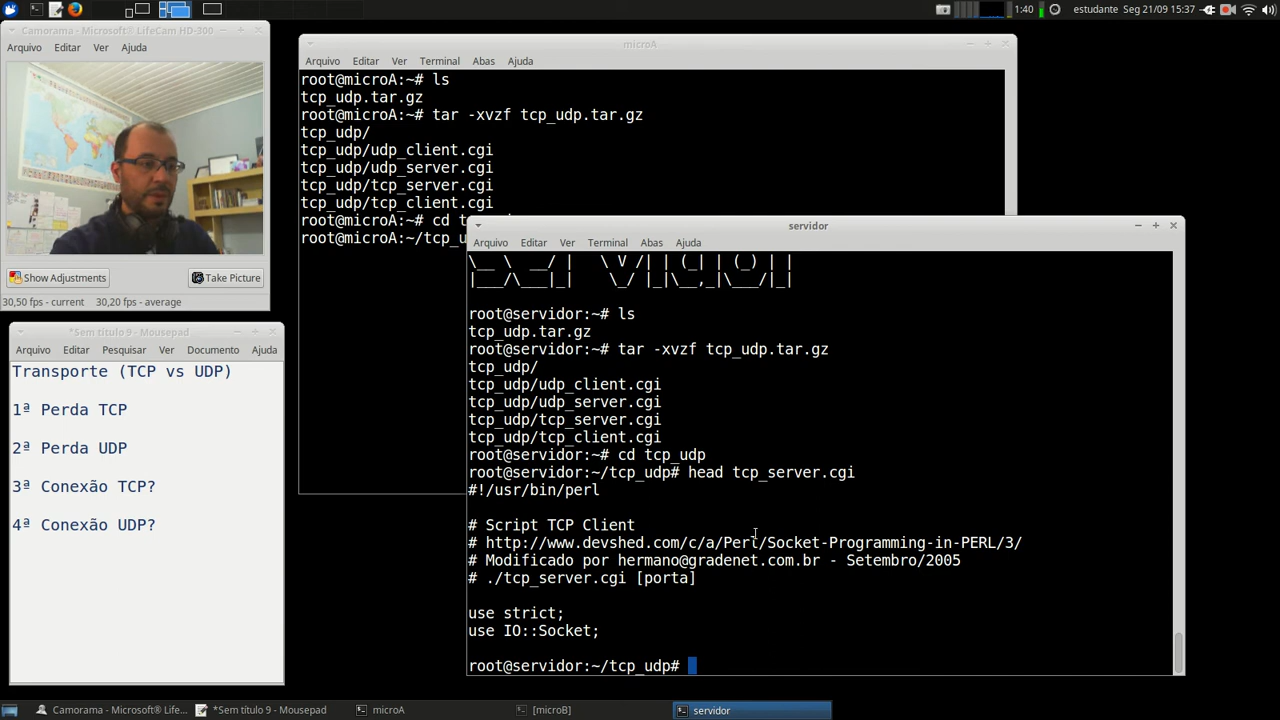 1:40
estudante Seg 21/09 15:37
Camorama - Microsoft® LifeCam HD-300
Arquivo Editar Ver Ajuda
Show Adjustments
Take Picture
30,50 fps - current 30,20 fps - average
*Sem título 9 - Mousepad
Arquivo Editar Pesquisar Ver Documento Ajuda
Transporte (TCP vs UDP)
1ª Perda TCP
2ª Perda UDP
3ª Conexão TCP?
4ª Conexão UDP?
microA
Arquivo Editar Ver Terminal Abas Ajuda
root@microA:~# ls
tcp_udp.tar.gz
root@microA:~# tar -xvzf tcp_udp.tar.gz
tcp_udp/
tcp_udp/udp_client.cgi
tcp_udp/udp_server.cgi
tcp_udp/tcp_server.cgi
tcp_udp/tcp_client.cgi
root@microA:~# cd
root@microA:~/tcp_u
servidor
Arquivo Editar Ver Terminal Abas Ajuda
root@servidor:~# ls
tcp_udp.tar.gz
root@servidor:~# tar -xvzf tcp_udp.tar.gz
tcp_udp/
tcp_udp/udp_client.cgi
tcp_udp/udp_server.cgi
tcp_udp/tcp_server.cgi
tcp_udp/tcp_client.cgi
root@servidor:~# cd tcp_udp
root@servidor:~/tcp_udp# head tcp_server.cgi
#!/usr/bin/perl
# Script TCP Client
# http://www.devshed.com/c/a/Perl/Socket-Programming-in-PERL/3/
# Modificado por hermano@gradenet.com.br - Setembro/2005
# ./tcp_server.cgi [porta]
use strict;
use IO::Socket;
root@servidor:~/tcp_udp#
Camorama - Microsoft® LifeC...
*Sem título 9 - Mousepad
microA
[microB]
servidor